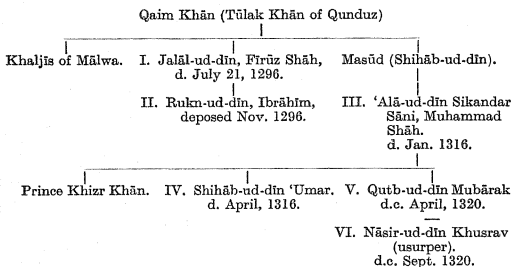 Qaim Khān (Tūlak Khān of Qunduz)
Khaljīs of Mālwa. I. Jalāl-ud-dīn, Fīrūz Shāh, Masūd (Shihāb-ud-dīn).
d. July 21, 1296.
II. Rukn-ud-dīn, Ibrāhīm, III. ‘Alā-ud-dīn Sikandar
deposed Nov. 1296. Sāni, Muhammad
Shāh.
d. Jan. 1316.
Prince Khizr Khān. IV. Shihāb-ud-dīn ‘Umar. V. Qutb-ud-dīn Mubārak
d. April, 1316. d.c. April, 1320.
VI. Nāsir-ud-dīn Khusrav
(usurper).
d.c. Sept. 1320.